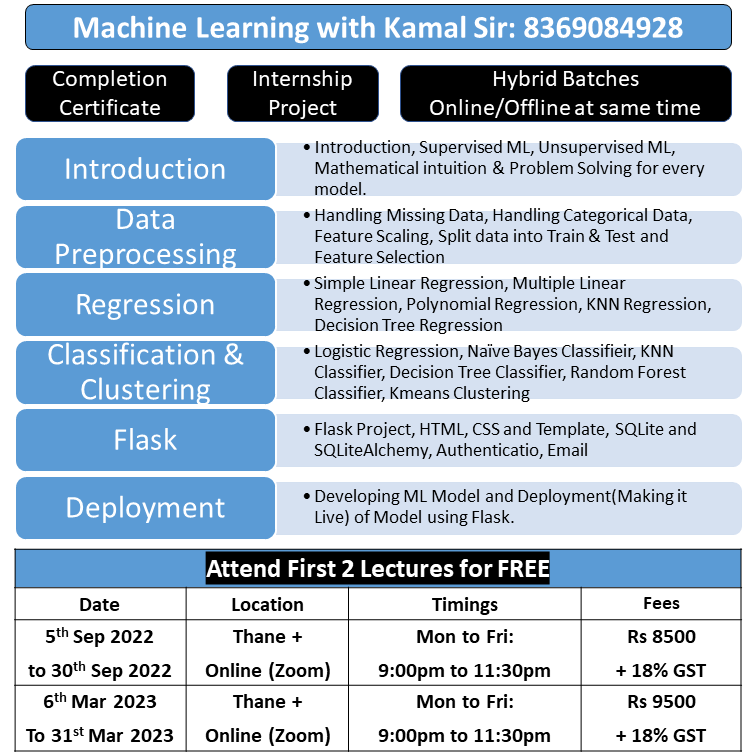 Machine Learning with Kamal Sir: 8369084928
Completion
Certificate
Internship
Project
Hybrid Batches
Online/Offline at same time
Introduction
• Introduction, Supervised ML, Unsupervised ML,
Mathematical intuition & Problem Solving for every
model.
Data
Preprocessing
• Handling Missing Data, Handling Categorical Data,
Feature Scaling, Split data into Train & Test and
Feature Selection
Regression
• Simple Linear Regression, Multiple Linear
Regression, Polynomial Regression, KNN Regression,
Decision Tree Regression
Classification &
Clustering
• Logistic Regression, Naïve Bayes Classifieir, KNN
Classifier, Decision Tree Classifier, Random Forest
Classifier, Kmeans Clustering
Flask
• Flask Project, HTML, CSS and Template, SQLite and
SQLiteAlchemy, Authenticatio, Email
Deployment
• Developing ML Model and Deployment(Making it
Live) of Model using Flask.
Attend First 2 Lectures for FREE
Date Location Timings Fees
5th Sep 2022 Thane + Mon to Fri: Rs 8500
to 30th Sep 2022 Online (Zoom) 9:00pm to 11:30pm + 18% GST
6th Mar 2023 Thane + Mon to Fri: Rs 9500
To 31st Mar 2023 Online (Zoom) 9:00pm to 11:30pm + 18% GST